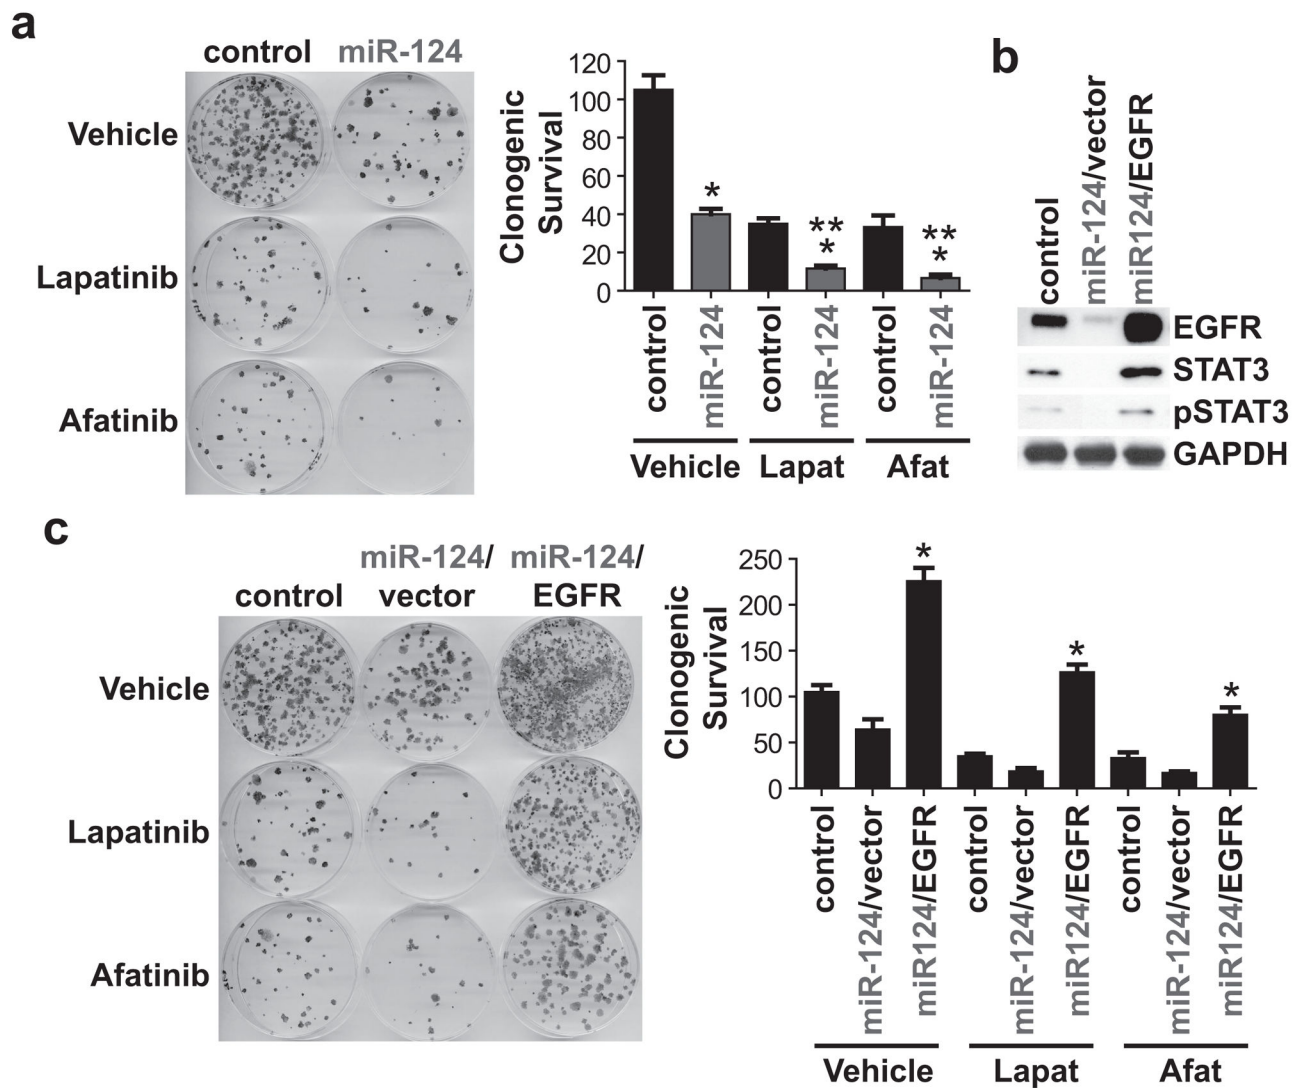 a
control miR-124
Vehicle
Lapatinib
Afatinib
Clonogenic
Survival
120
100
80
60
40
20
0
*
**
*
**
*
control
miR-124
control
miR-124
control
miR-124
Vehicle
Lapat
Afat
b
control
miR-124/vector
miR124/EGFR
EGFR
STAT3
pSTAT3
GAPDH
c
control
miR-124/
vector
miR-124/
EGFR
Vehicle
Lapatinib
Afatinib
Clonogenic
Survival
250
200
150
100
50
0
*
*
*
control
miR-124/vector
miR124/EGFR
control
miR-124/vector
miR124/EGFR
control
miR-124/vector
miR124/EGFR
Vehicle
Lapat
Afat